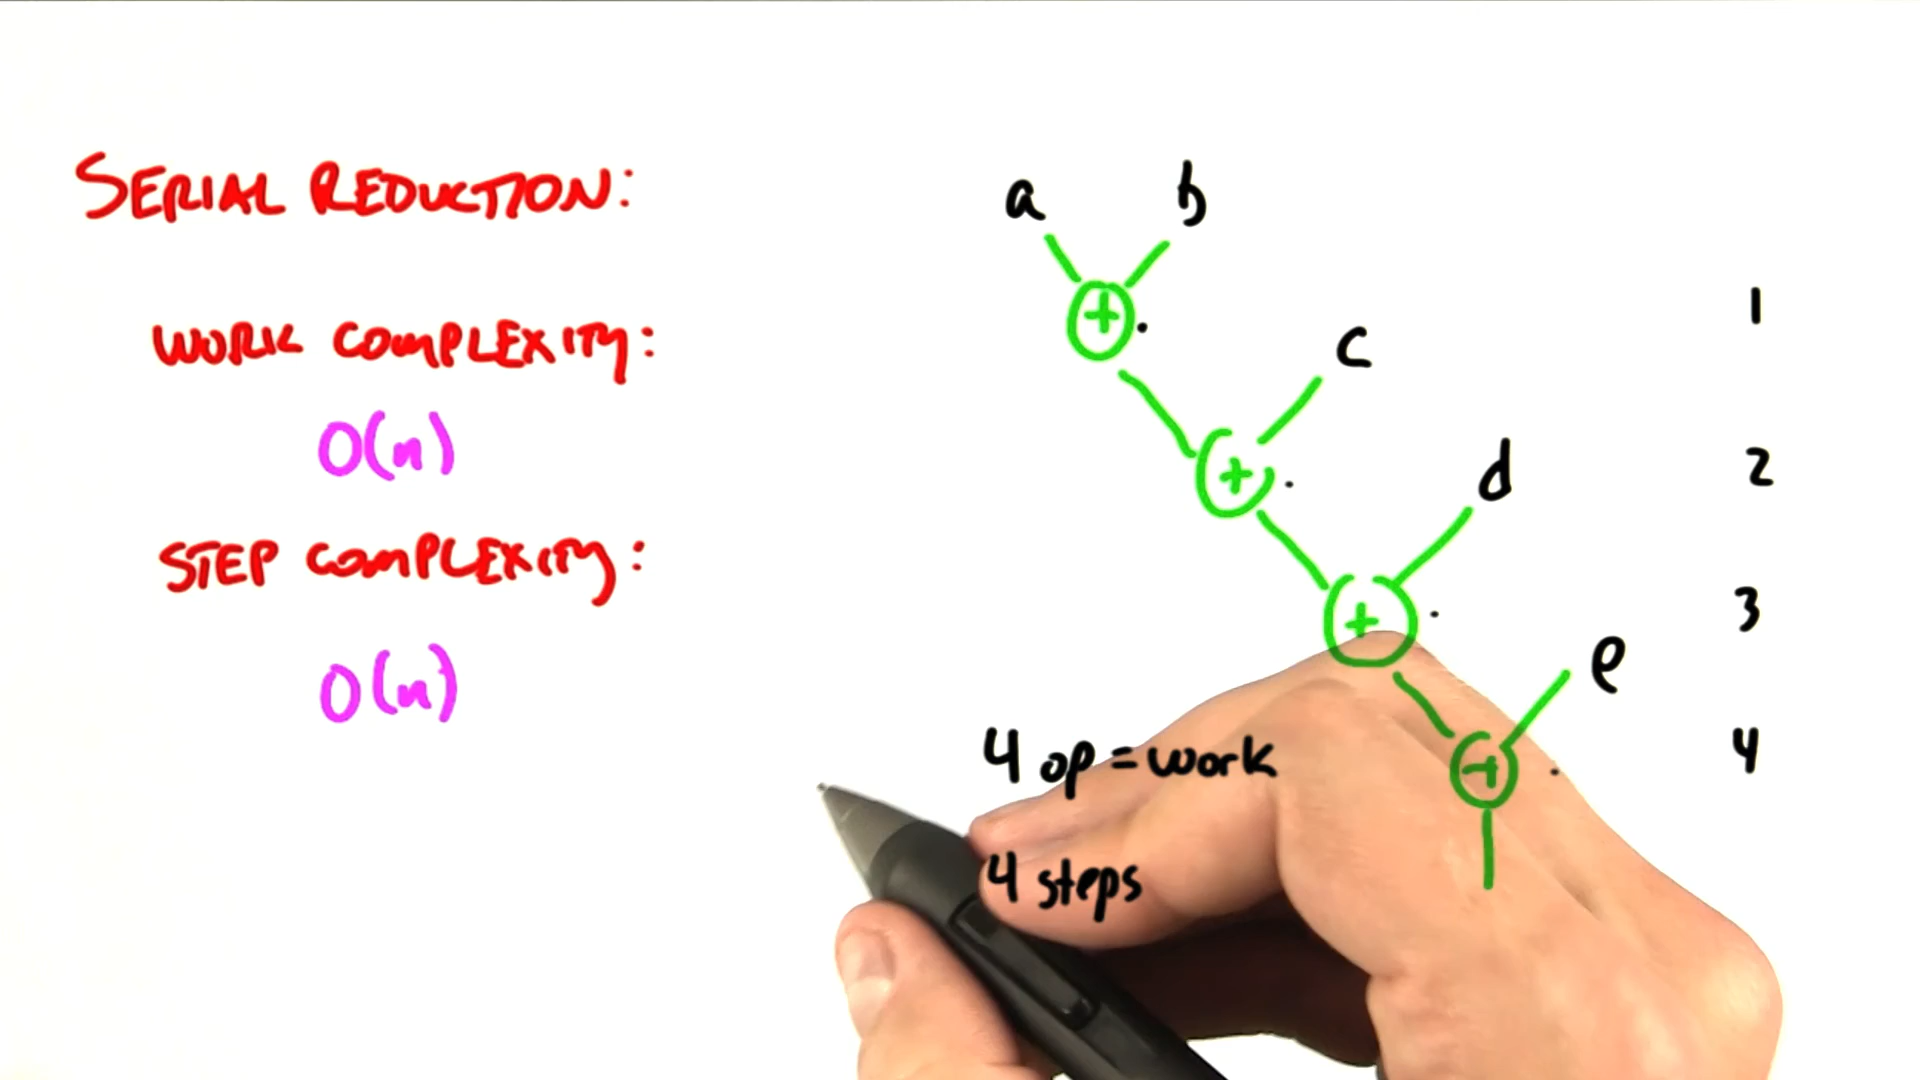 SERIAL REDUCTION:
WORK COMPLEXITY:
O(n)
STEP COMPLEXITY:
O(n)
a b
+
1
c
+
2
d
+
3
e
+
4
4 op = work
4 steps